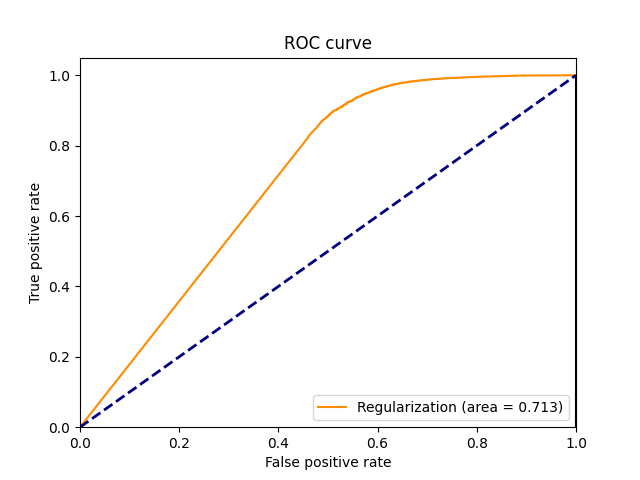 ROC curve
True positive rate
1.0
0.8
0.6
0.4
0.2
0.0
0.0 0.2 0.4 0.6 0.8 1.0
False positive rate
Regularization (area = 0.713)